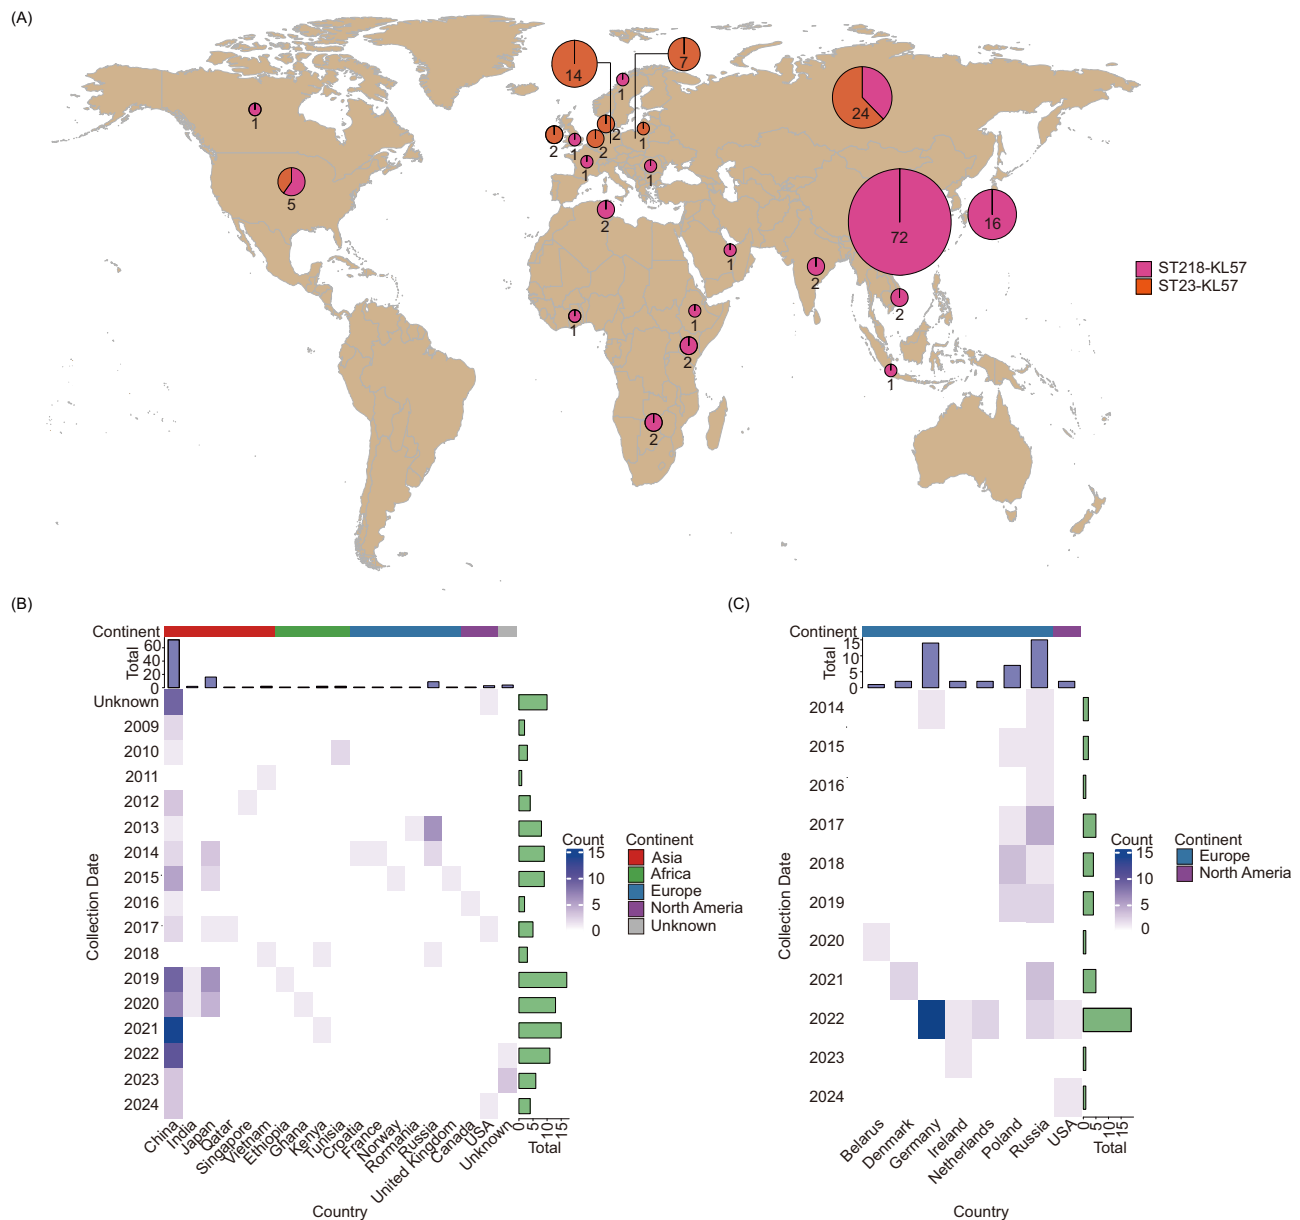 (A)
14
7
1
24
1
2
2
2
1
1
1
1
5
72
16
2
1
2
2
1
1
2
1
2
ST218-KL57
ST23-KL57
(B)
Continent
Total
60
40
20
0
Unknown
2009
2010
2011
2012
2013
2014
2015
2016
2017
2018
2019
2020
2021
2022
2023
2024
Collection Date
China
India
Japan
Qatar
Singapore
Vietnam
Ethiopia
Ghana
Kenya
Tunisia
Croatia
France
Norway
Rormania
Russia
United Kingdom
Canada
USA
Unknown
Country
0 5 10 15
Total
Count
15
10
5
0
Continent
Asia
Africa
Europe
North Ameria
Unknown
(C)
Continent
Total
15
10
5
0
2014
2015
2016
2017
2018
2019
2020
2021
2022
2023
2024
Collection Date
Belarus
Denmark
Germany
Ireland
Netherlands
Poland
Russia
USA
Country
0 5 10 15
Total
Count
15
10
5
0
Continent
Europe
North Ameria